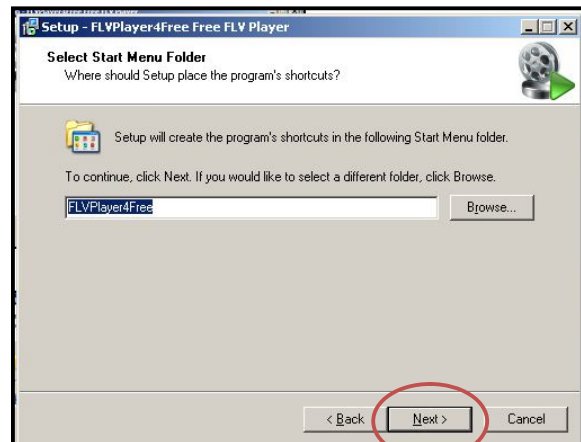 Setup - FLVPlayer4Free Free FLV Player
Select Start Menu Folder
Where should Setup place the program's shortcuts?
Setup will create the program's shortcuts in the following Start Menu folder.
To continue, click Next. If you would like to select a different folder, click Browse.
FLVPlayer4Free
Browse...
< Back
Next >
Cancel